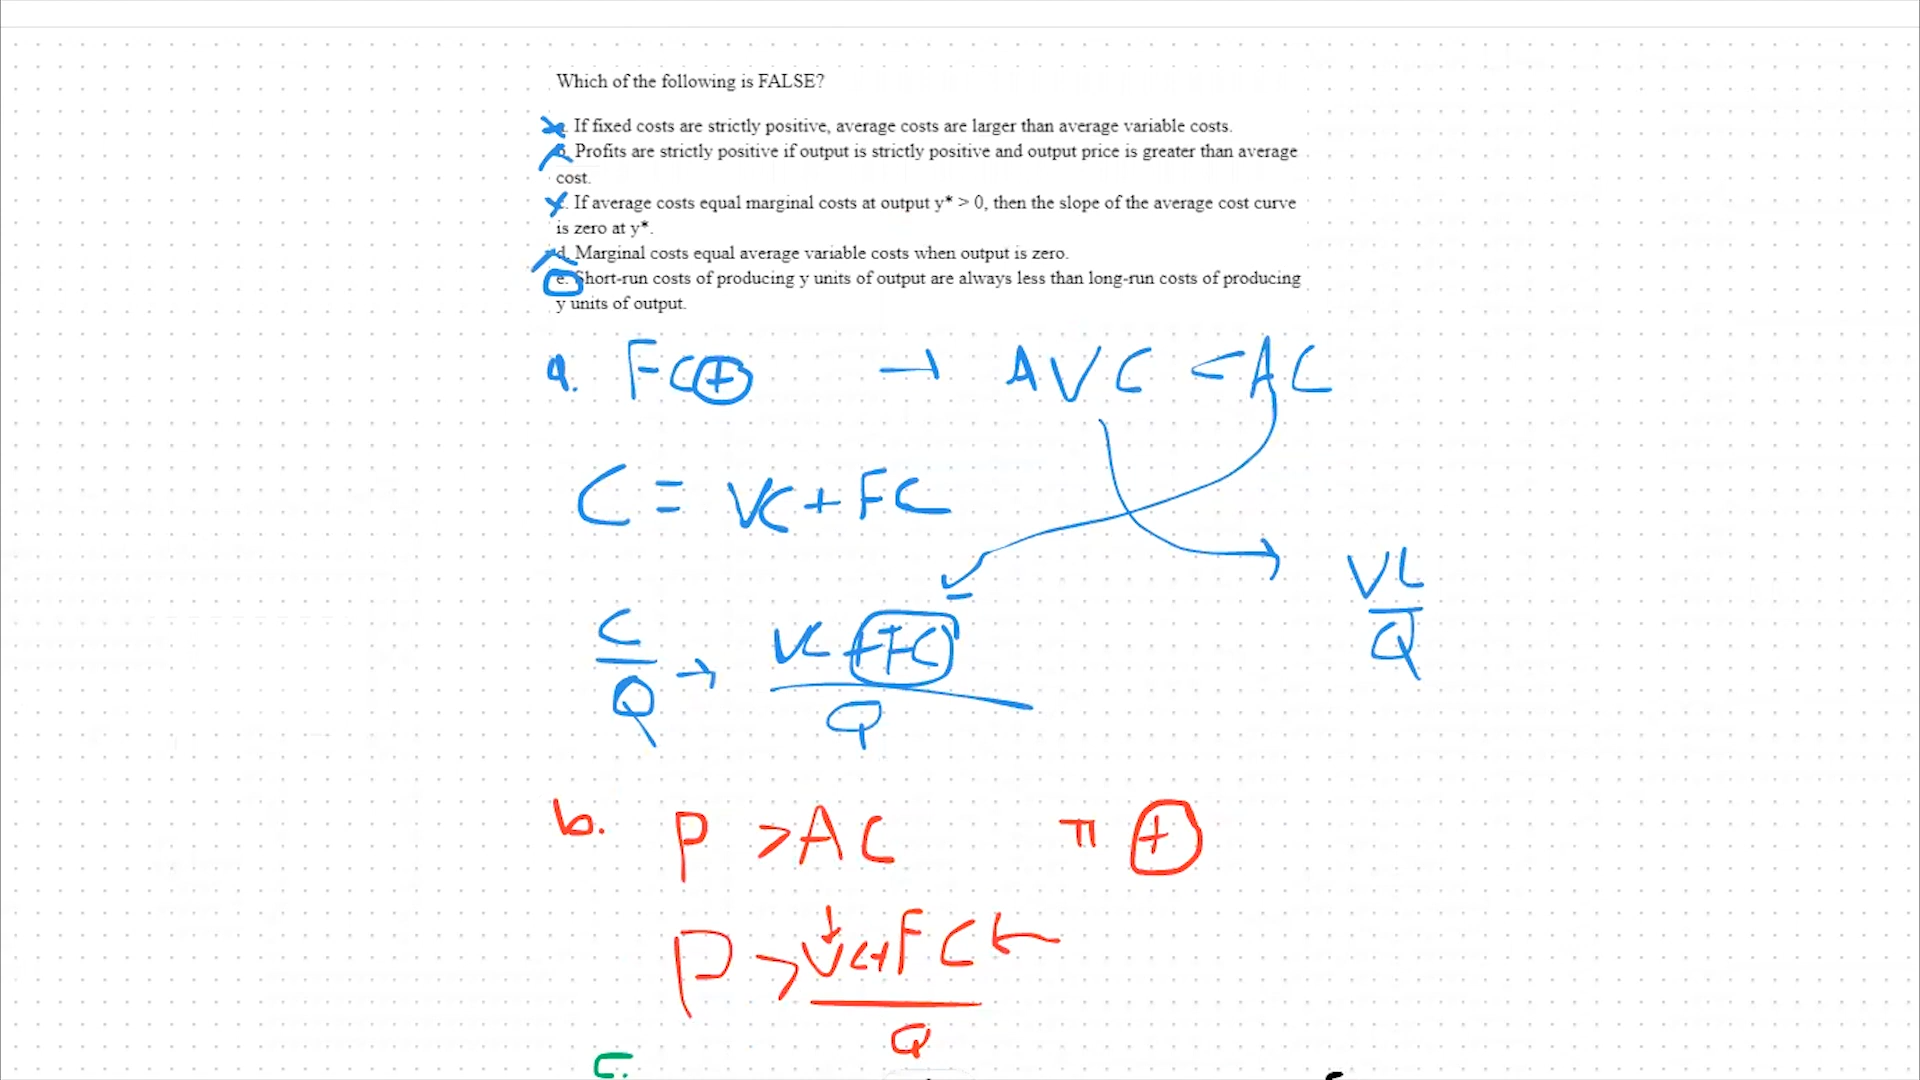 Which of the following is FALSE?
a. If fixed costs are strictly positive, average costs are larger than average variable costs.
b. Profits are strictly positive if output is strictly positive and output price is greater than average
cost.
c. If average costs equal marginal costs at output y* > 0, then the slope of the average cost curve
is zero at y*.
d. Marginal costs equal average variable costs when output is zero.
e. Short-run costs of producing y units of output are always less than long-run costs of producing
y units of output.
a. FC + → AVC < AC
C = VC + FC
C/Q → VC + FC / Q
VC/Q
b. P > AC π +
P > VC + FC / Q
c.